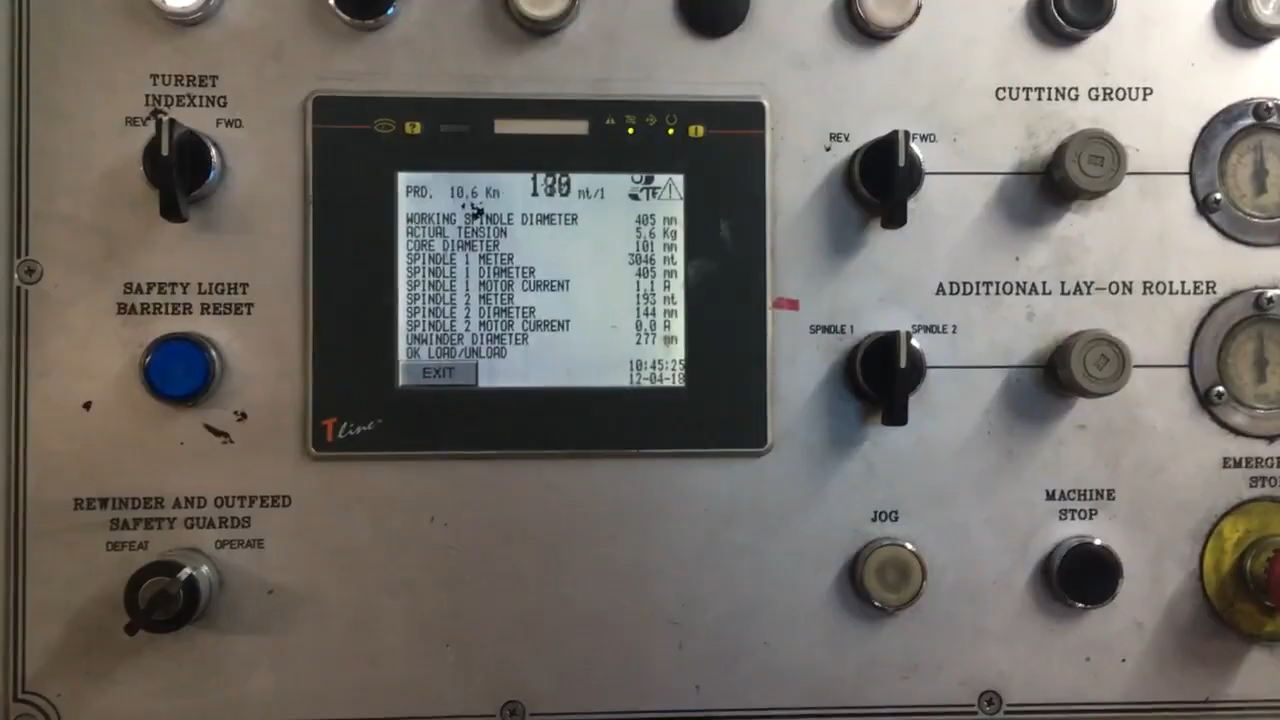 TURRET
INDEXING
REV. FWD.
SAFETY LIGHT
BARRIER RESET
REWINDER AND OUTFEED
SAFETY GUARDS
DEFEAT OPERATE
PRD. 10,6 Km mt/1
WORKING SPINDLE DIAMETER 405 mm
ACTUAL TENSION 5,6 Kg
CORE DIAMETER 101 mm
SPINDLE 1 METER 3046 mt
SPINDLE 1 DIAMETER 405 mm
SPINDLE 1 MOTOR CURRENT 1,1 A
SPINDLE 2 METER 193 mt
SPINDLE 2 DIAMETER 144 mm
SPINDLE 2 MOTOR CURRENT 0,0 A
UNWINDER DIAMETER 277 mm
OK LOAD/UNLOAD
EXIT
10:45:25
12-04-18
Tline
CUTTING GROUP
REV. FWD.
ADDITIONAL LAY-ON ROLLER
SPINDLE 1 SPINDLE 2
JOG
MACHINE
STOP